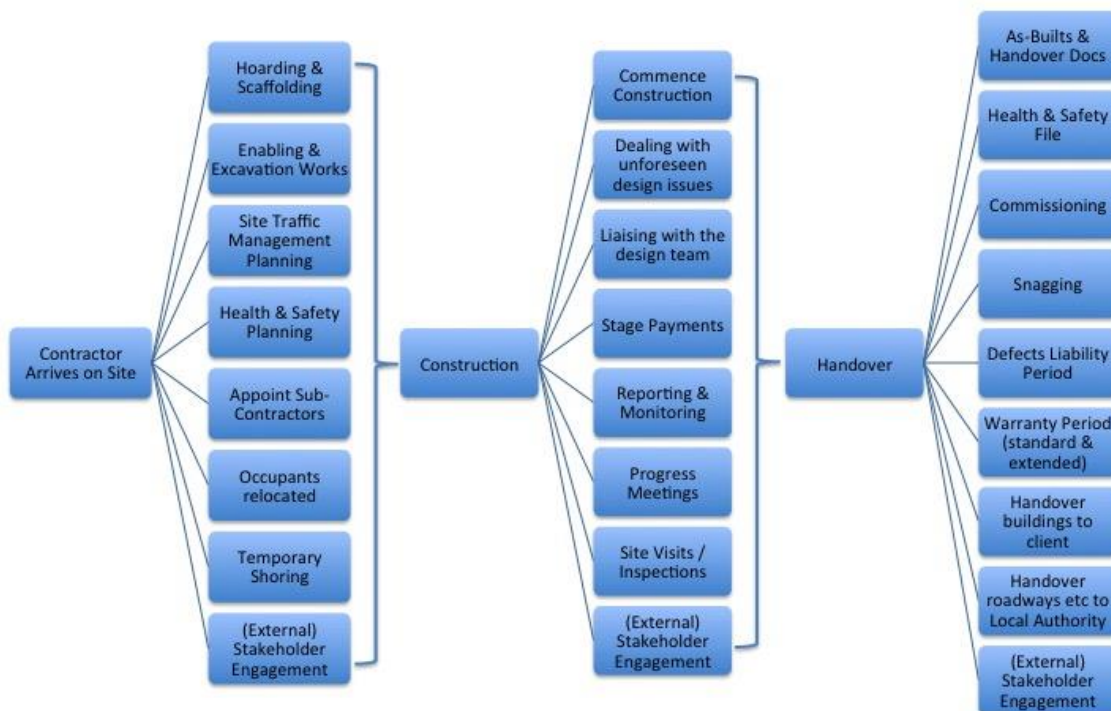 Contractor
Arrives on Site
Hoarding &
Scaffolding
Enabling &
Excavation Works
Site Traffic
Management
Planning
Health & Safety
Planning
Appoint Sub-
Contractors
Occupants
relocated
Temporary
Shoring
(External)
Stakeholder
Engagement
Construction
Commence
Construction
Dealing with
unforeseen
design issues
Liaising with the
design team
Stage Payments
Reporting &
Monitoring
Progress
Meetings
Site Visits /
Inspections
(External)
Stakeholder
Engagement
Handover
As-Builts &
Handover Docs
Health & Safety
File
Commissioning
Snagging
Defects Liability
Period
Warranty Period
(standard &
extended)
Handover
buildings to
client
Handover
roadways etc to
Local Authority
(External)
Stakeholder
Engagement